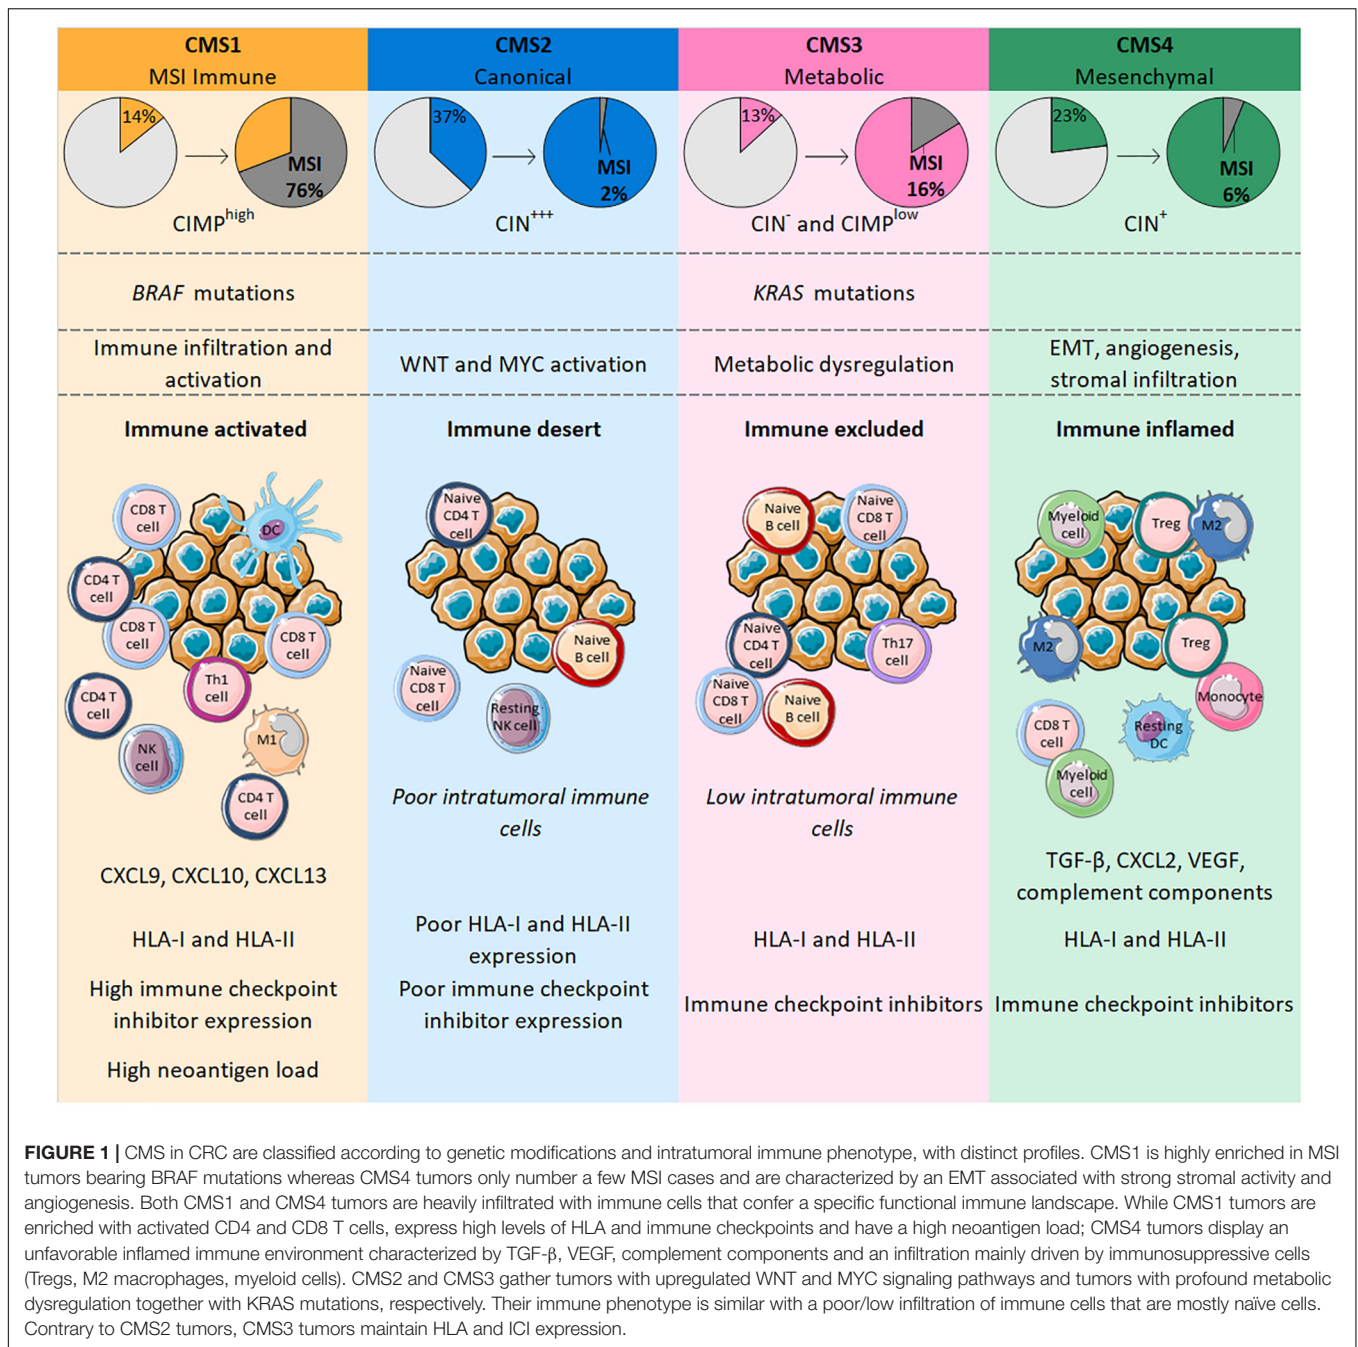 CMS1
MSI Immune
CMS2
Canonical
CMS3
Metabolic
CMS4
Mesenchymal
14%
MSI
76%
37%
MSI
2%
13%
MSI
16%
23%
MSI
6%
CIMPhigh
CIN+++
CIN- and CIMPlow
CIN+
BRAF mutations
KRAS mutations
Immune infiltration and
activation
WNT and MYC activation
Metabolic dysregulation
EMT, angiogenesis,
stromal infiltration
Immune activated
Immune desert
Immune excluded
Immune inflamed
CD8 T
cell
DC
CD4 T
cell
CD8 T
cell
CD8 T
cell
Th1
cell
CD4 T
cell
NK
cell
M1
CD4 T
cell
Naive
CD4 T
cell
Naive
B cell
Naive
CD8 T
cell
Resting
NK cell
Naive
B cell
Naive
CD8 T
cell
Naive
CD4 T
cell
Th17
cell
Naive
CD8 T
cell
Naive
B cell
Myeloid
cell
Treg
M2
M2
Treg
Monocyte
CD8 T
cell
Resting
DC
Myeloid
cell
Poor intratumoral immune
cells
Low intratumoral immune
cells
CXCL9, CXCL10, CXCL13
TGF-β, CXCL2, VEGF,
complement components
HLA-I and HLA-II
Poor HLA-I and HLA-II
expression
HLA-I and HLA-II
HLA-I and HLA-II
High immune checkpoint
inhibitor expression
Poor immune checkpoint
inhibitor expression
Immune checkpoint inhibitors
Immune checkpoint inhibitors
High neoantigen load
FIGURE 1 | CMS in CRC are classified according to genetic modifications and intratumoral immune phenotype, with distinct profiles. CMS1 is highly enriched in MSI
tumors bearing BRAF mutations whereas CMS4 tumors only number a few MSI cases and are characterized by an EMT associated with strong stromal activity and
angiogenesis. Both CMS1 and CMS4 tumors are heavily infiltrated with immune cells that confer a specific functional immune landscape. While CMS1 tumors are
enriched with activated CD4 and CD8 T cells, express high levels of HLA and immune checkpoints and have a high neoantigen load; CMS4 tumors display an
unfavorable inflamed immune environment characterized by TGF-β, VEGF, complement components and an infiltration mainly driven by immunosuppressive cells
(Tregs, M2 macrophages, myeloid cells). CMS2 and CMS3 gather tumors with upregulated WNT and MYC signaling pathways and tumors with profound metabolic
dysregulation together with KRAS mutations, respectively. Their immune phenotype is similar with a poor/low infiltration of immune cells that are mostly naïve cells.
Contrary to CMS2 tumors, CMS3 tumors maintain HLA and ICI expression.